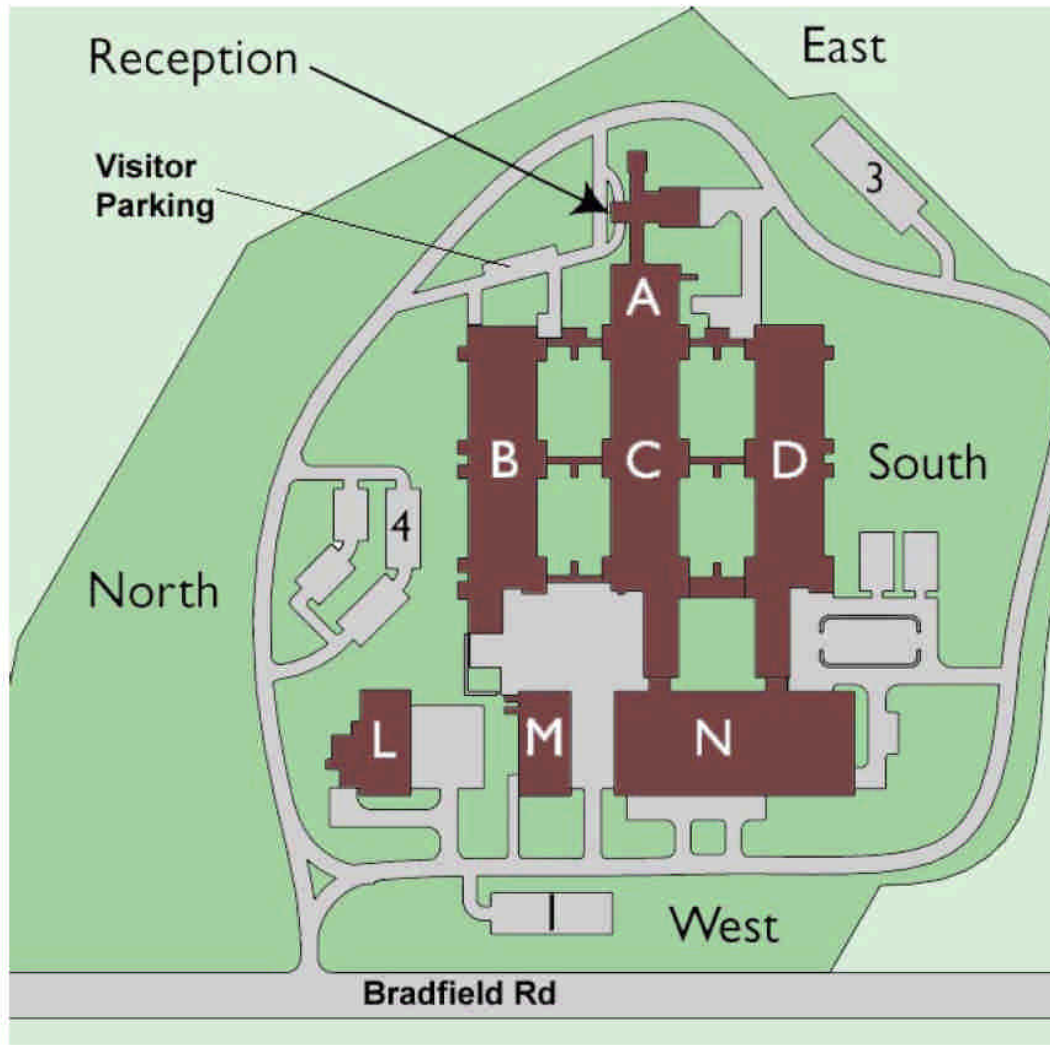 East
Reception
Visitor
Parking
3
A
B
C
D
South
4
North
L
M
N
1
West
Bradfield Rd